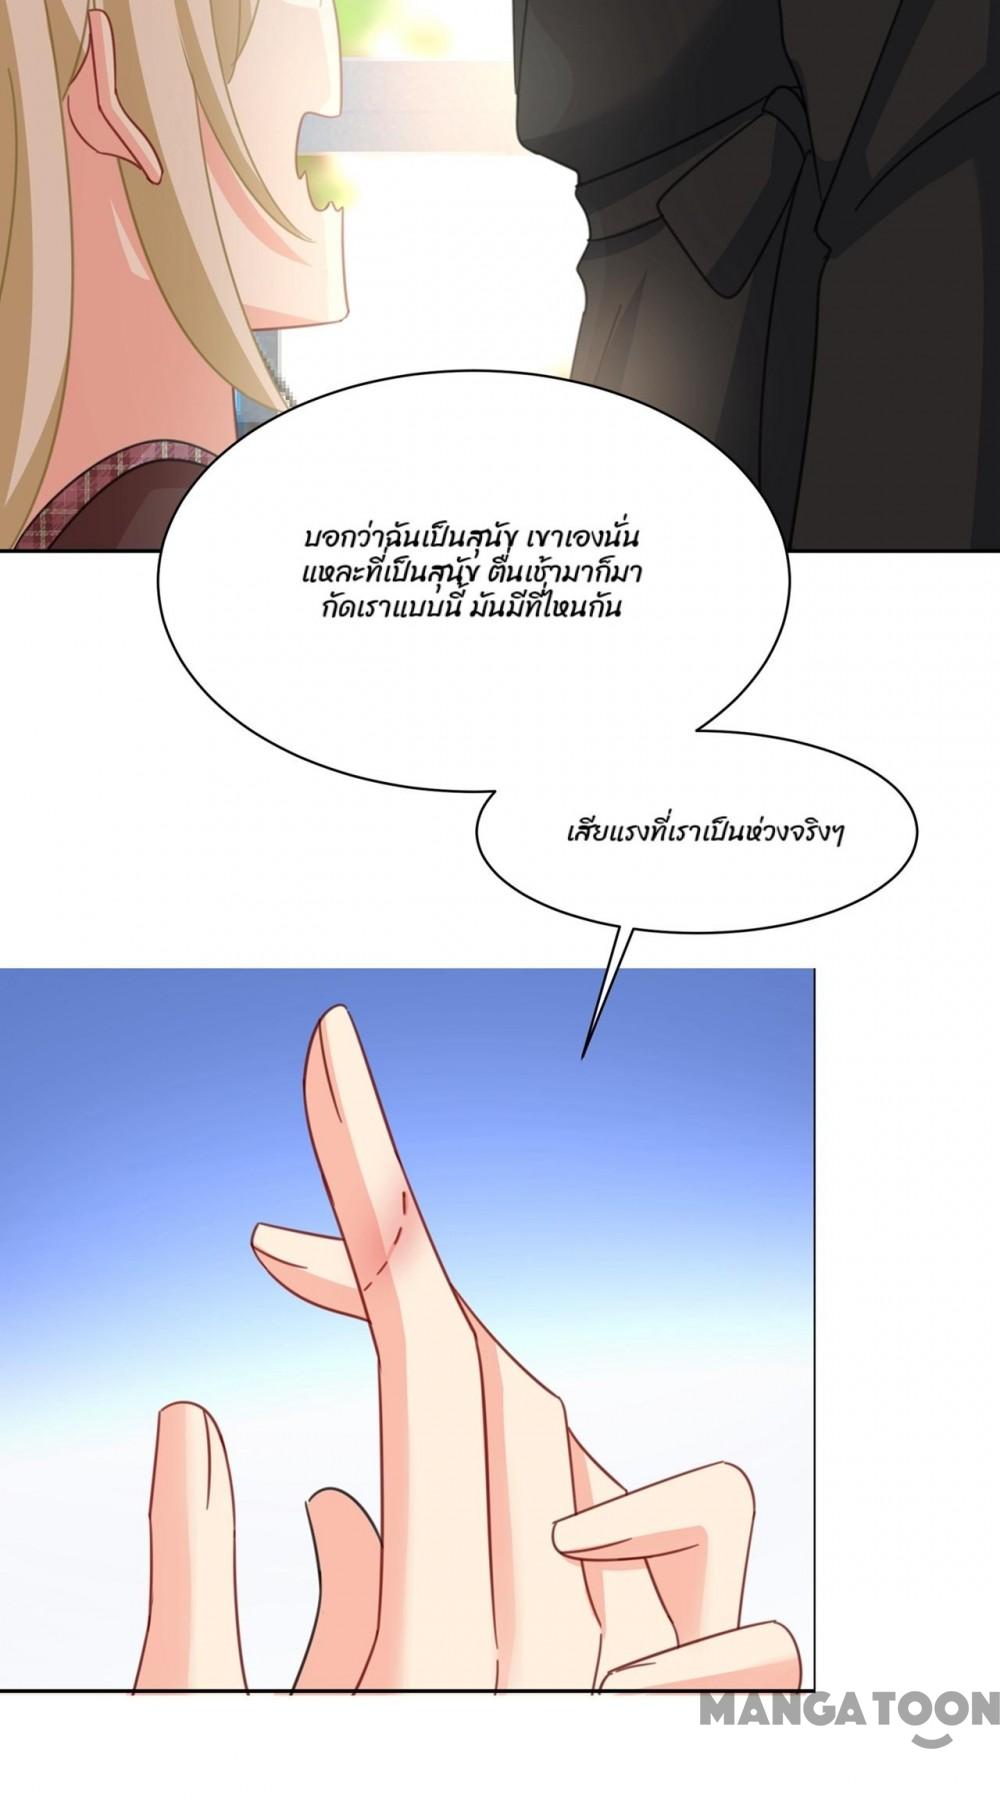 บอกว่าฉันเป็นสุนัข เขาเองนั่น
แหละที่เป็นสุนัข ตื่นเช้ามาก็มา
กัดเราแบบนี้ มันมีที่ไหนกัน
เสียแรงที่เราเป็นห่วงจริงๆ
MANGATOON